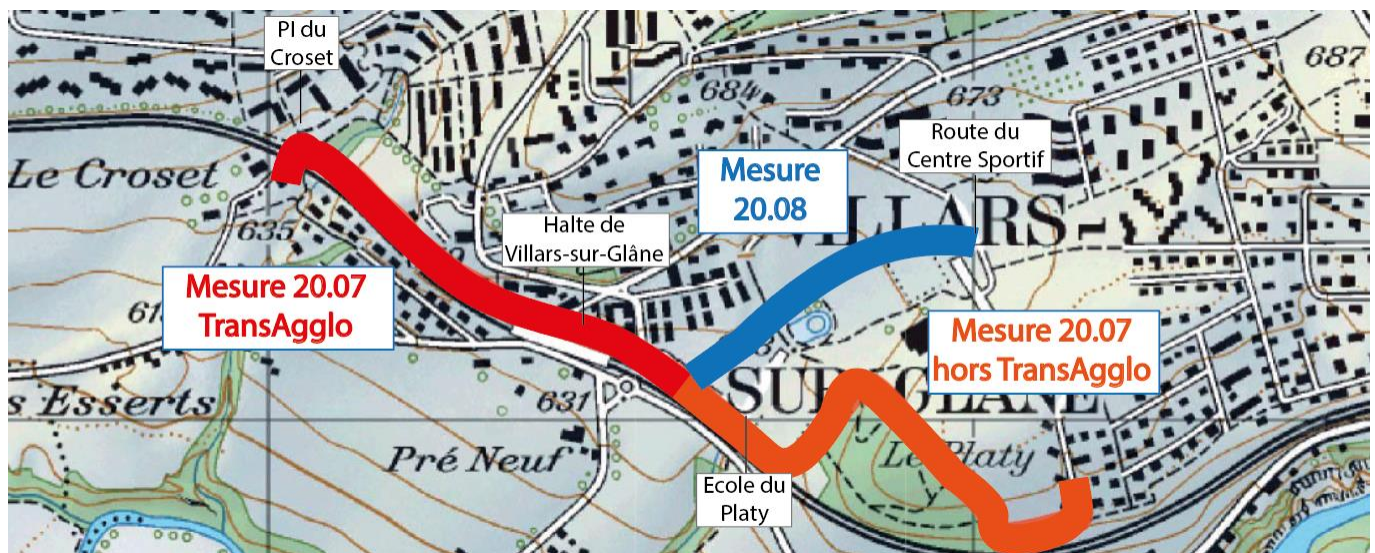 PI du
Croset
687
684
673
Route du
Centre Sportif
Mesure
20.08
Le Croset
VILLARS-
Halte de
Villars-sur-Glâne
635
Mesure 20.07
TransAgglo
Mesure 20.07
hors TransAgglo
SUR-GLÂNE
s Esserts
631
Pré Neuf
Le Platy
Ecole du
Platy